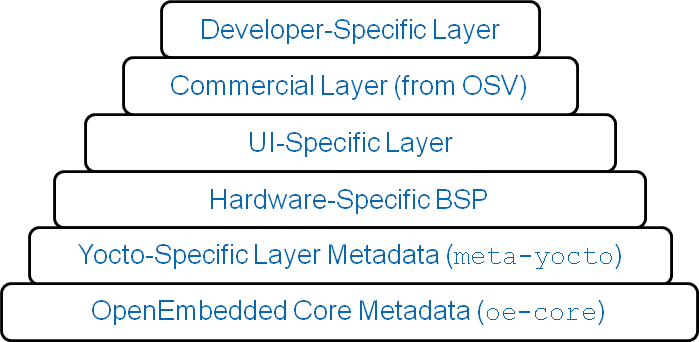 Developer-Specific Layer
Commercial Layer (from OSV)
UI-Specific Layer
Hardware-Specific BSP
Yocto-Specific Layer Metadata (meta-yocto)
OpenEmbedded Core Metadata (oe-core)